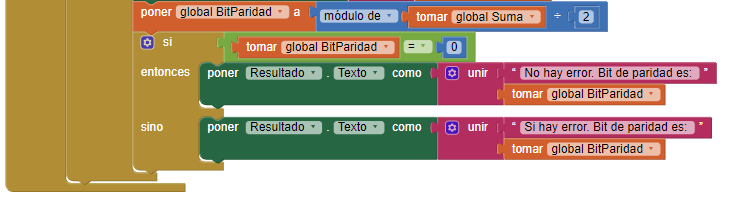 poner global BitParidad a módulo de tomar global Suma ÷ 2
si tomar global BitParidad = 0
entonces poner Resultado . Texto como unir “ No hay error. Bit de paridad es: ”
tomar global BitParidad
sino poner Resultado . Texto como unir “ Si hay error. Bit de paridad es: ”
tomar global BitParidad